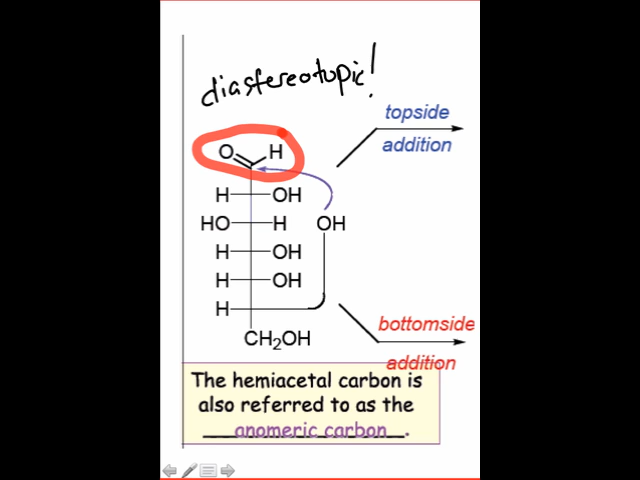 diastereotopic!
topside
addition
O H
H OH
HO H OH
H OH
H OH
H
CH₂OH
bottomside
addition
The hemiacetal carbon is
also referred to as the
anomeric carbon.